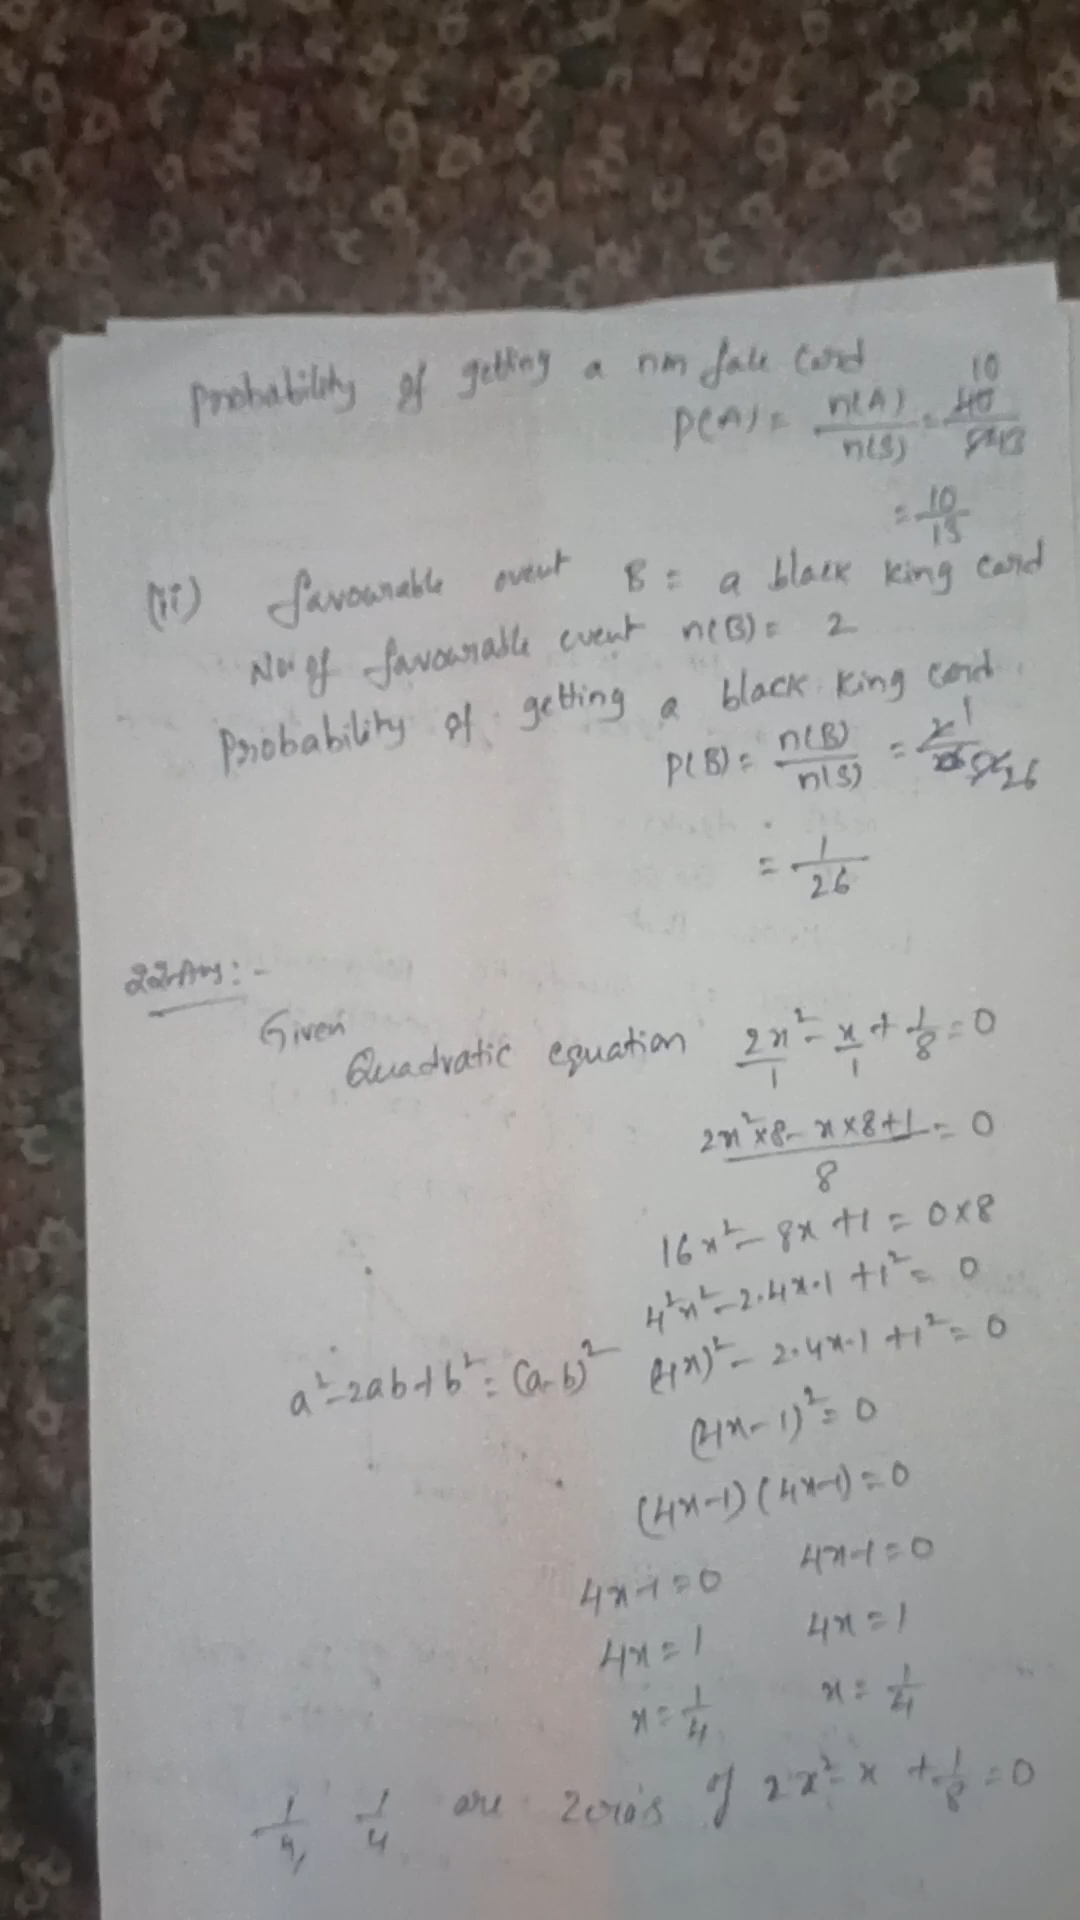 Probability of getting a non face card
P(A) = n(A)/n(S) = 40/52 10 13
= 10/13
(ii) favourable event B = a black king card
No. of favourable event n(B) = 2
Probability of getting a black king card
P(B) = n(B)/n(S) = 2/52 1 26
= 1/26
22 Ans :-
Given
Quadratic equation 2x²/1 - x/1 + 1/8 = 0
(2x²×8 - x×8+1)/8 = 0
16x² - 8x + 1 = 0×8
4²x² - 2·4x·1 + 1² = 0
a²-2ab+b² = (a-b)² (4x)² - 2·4x·1 + 1² = 0
(4x-1)² = 0
(4x-1)(4x-1) = 0
4x-1=0 4x-1=0
4x=1 4x=1
x=1/4 x=1/4
1/4, 1/4 are zeros of 2x²-x+1/8=0